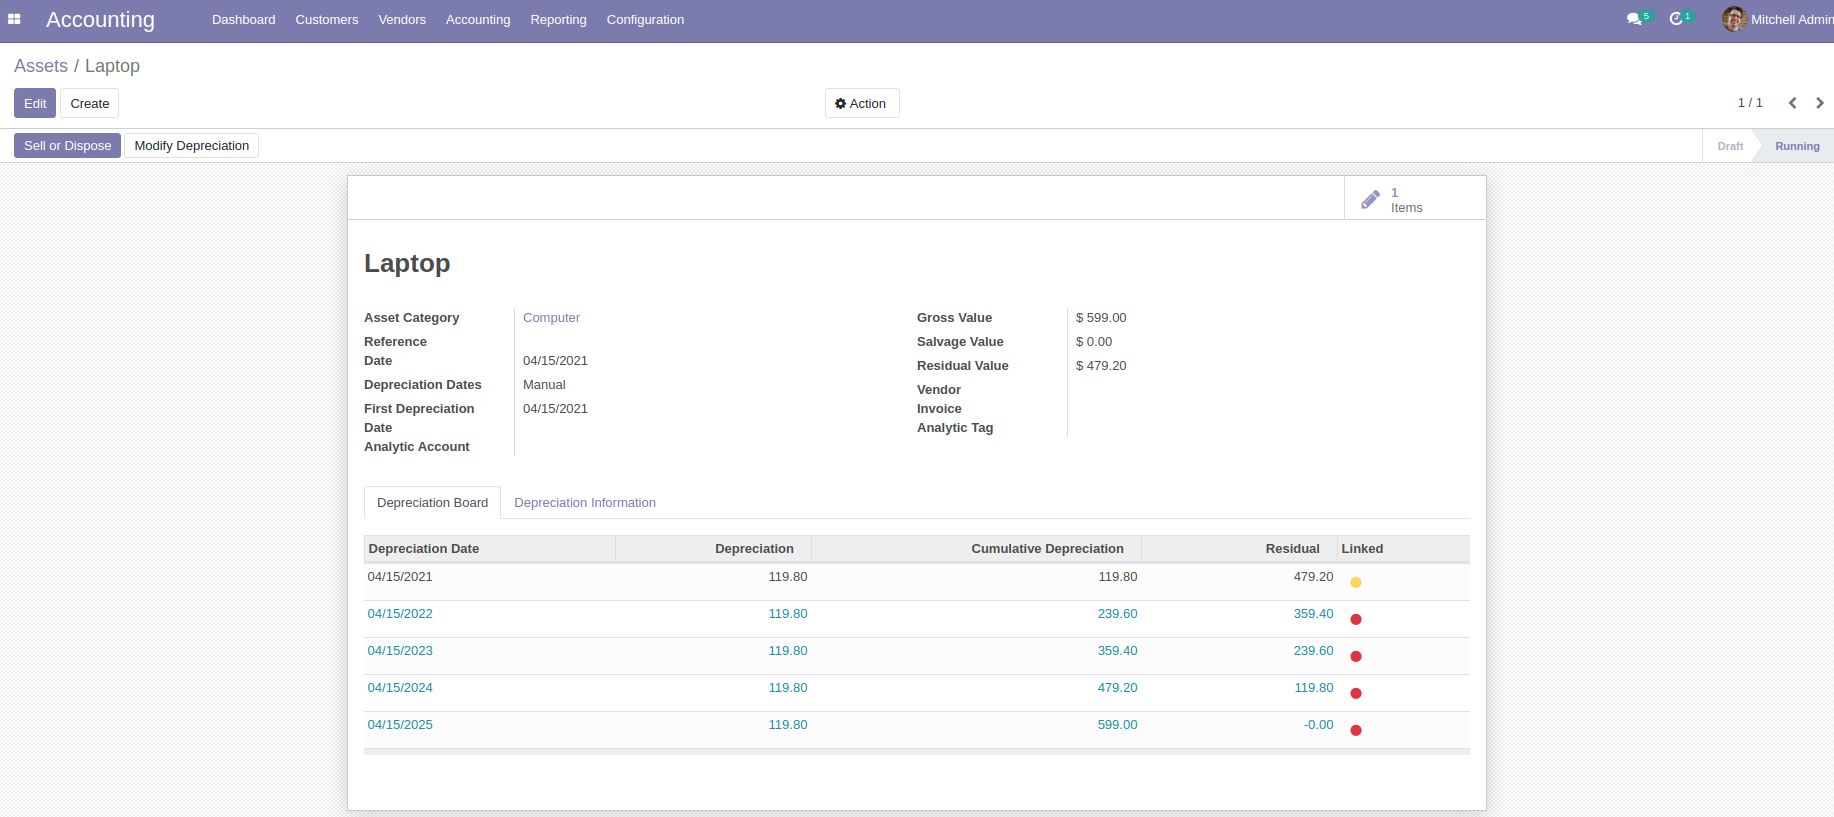 Accounting Dashboard Customers Vendors Accounting Reporting Configuration 5 1 Mitchell Admin
Assets / Laptop
Edit Create Action 1 / 1
Sell or Dispose Modify Depreciation Draft Running
1
Items
Laptop
Asset Category Computer Gross Value $ 599.00
Reference Salvage Value $ 0.00
Date 04/15/2021 Residual Value $ 479.20
Depreciation Dates Manual Vendor
First Depreciation 04/15/2021 Invoice
Date Analytic Tag
Analytic Account
Depreciation Board Depreciation Information
Depreciation Date Depreciation Cumulative Depreciation Residual Linked
04/15/2021 119.80 119.80 479.20
04/15/2022 119.80 239.60 359.40
04/15/2023 119.80 359.40 239.60
04/15/2024 119.80 479.20 119.80
04/15/2025 119.80 599.00 -0.00